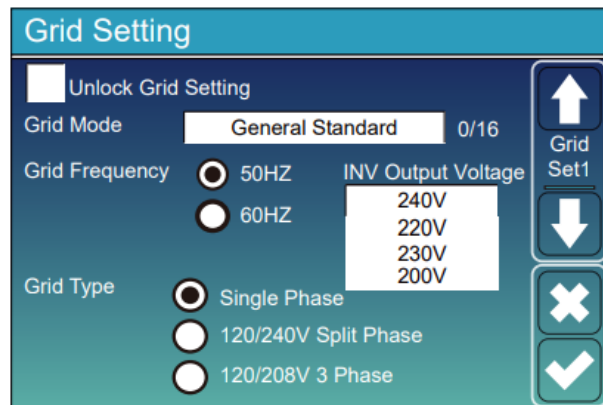 Grid Setting
Unlock Grid Setting
Grid Mode General Standard 0/16
Grid Set1
Grid Frequency 50HZ INV Output Voltage
60HZ
240V
220V
230V
200V
Grid Type Single Phase
120/240V Split Phase
120/208V 3 Phase